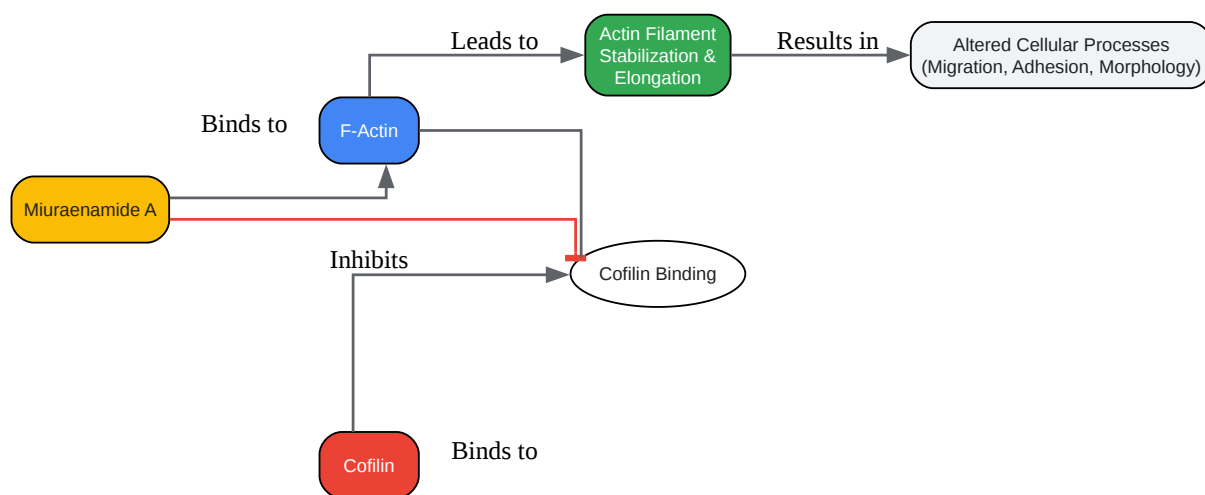 Leads to
Actin Filament
Stabilization &
Elongation
Results in
Altered Cellular Processes
(Migration, Adhesion, Morphology)
Binds to
F-Actin
Miuraenamide A
Inhibits
Cofilin Binding
Cofilin
Binds to